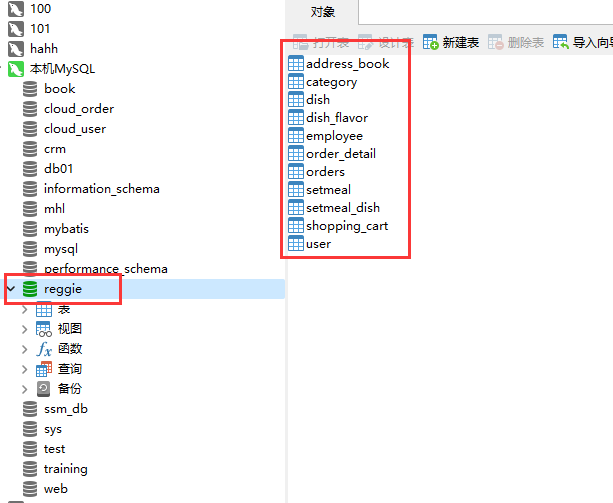 100
101
hahh
本机MySQL
book
cloud_order
cloud_user
crm
db01
information_schema
mhl
mybatis
mysql
performance_schema
reggie
表
视图
函数
查询
备份
ssm_db
sys
test
training
web
对象
打开表 设计表 新建表 删除表 导入向导
address_book
category
dish
dish_flavor
employee
order_detail
orders
setmeal
setmeal_dish
shopping_cart
user